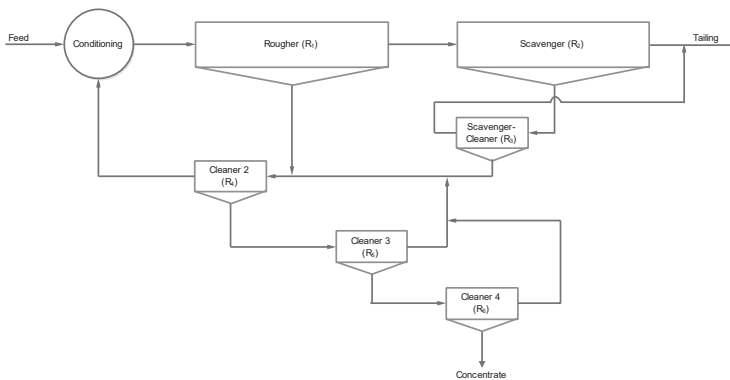 Feed
Conditioning
Rougher (R₁)
Scavenger (R₂)
Tailing
Scavenger-
Cleaner (R₃)
Cleaner 2
(R₄)
Cleaner 3
(R₅)
Cleaner 4
(R₆)
Concentrate